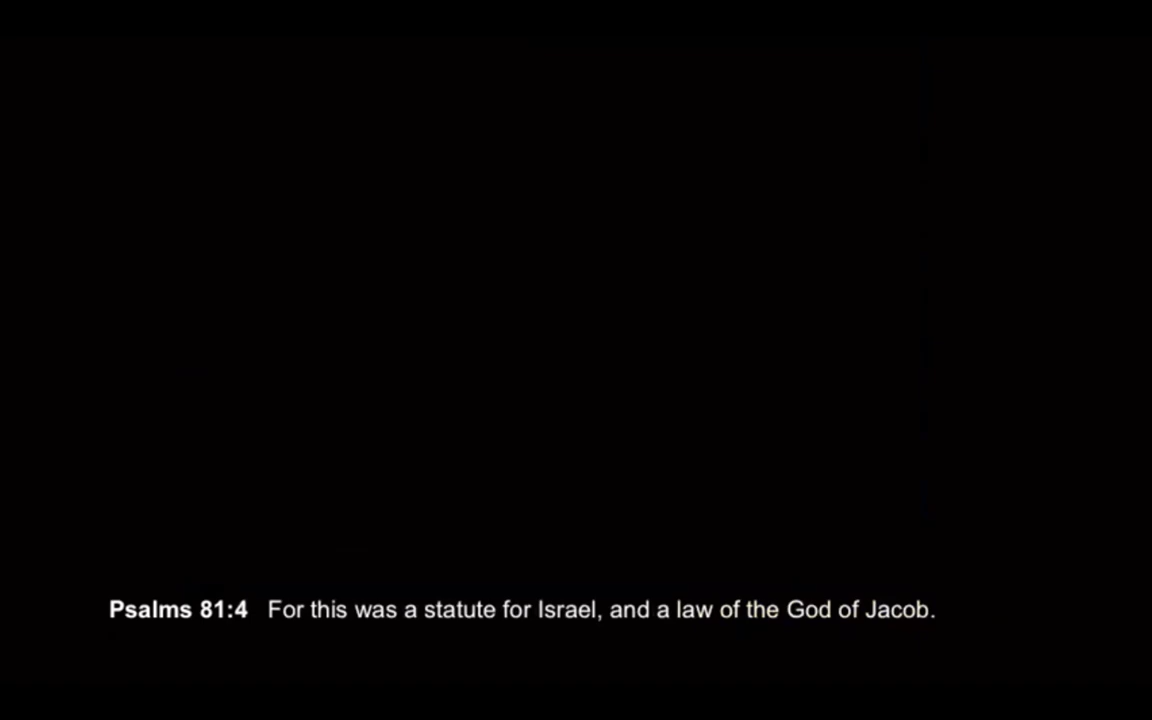 Psalms 81:4 For this was a statute for Israel, and a law of the God of Jacob.